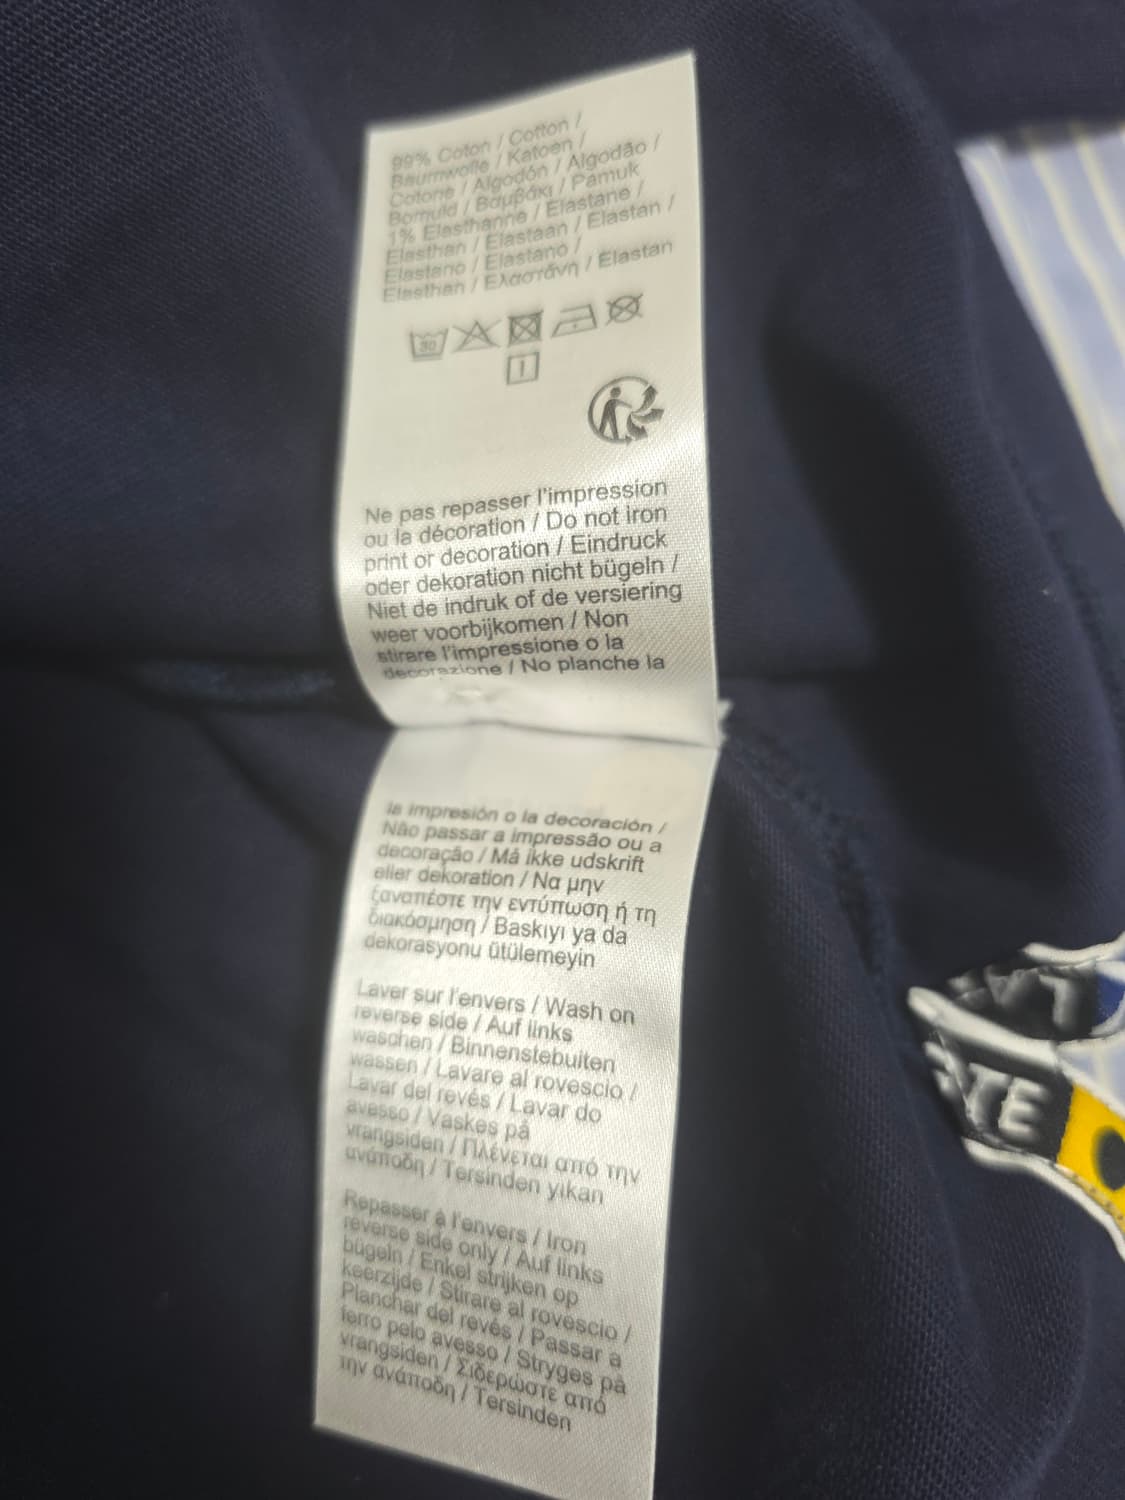 99% Coton / Cotton /
Baumwolle / Katoen /
Cotone / Algodón / Algodão /
Bomuld / Βαμβάκι / Pamuk
1% Elasthanne / Elastane /
Elasthan / Elastaan / Elastan /
Elastano / Elastano /
Elasthan / Ελαστάνη / Elastan
30
Ne pas repasser l'impression
ou la décoration / Do not iron
print or decoration / Eindruck
oder dekoration nicht bügeln /
Niet de indruk of de versiering
weer voorbijkomen / Non
stirare l'impressione o la
decorazione / No planche la
la impresión o la decoración /
Não passar a impressão ou a
decoração / Må ikke udskrift
eller dekoration / Να μην
ξαναπέστε την εντύπωση ή τη
διακόσμηση / Baskıyı ya da
dekorasyonu ütülemeyin
Laver sur l'envers / Wash on
reverse side / Auf links
waschen / Binnenstebuiten
wassen / Lavare al rovescio /
Lavar del revés / Lavar do
avesso / Vaskes på
vrangsiden / Πλένεται από την
ανάποδη / Tersinden yıkan
Repasser à l'envers / Iron
reverse side only / Auf links
bügeln / Enkel strijken op
keerzijde / Stirare al rovescio /
Planchar del revés / Passar a
ferro pelo avesso / Stryges på
vrangsiden / Σιδερώστε από
την ανάποδη / Tersinden